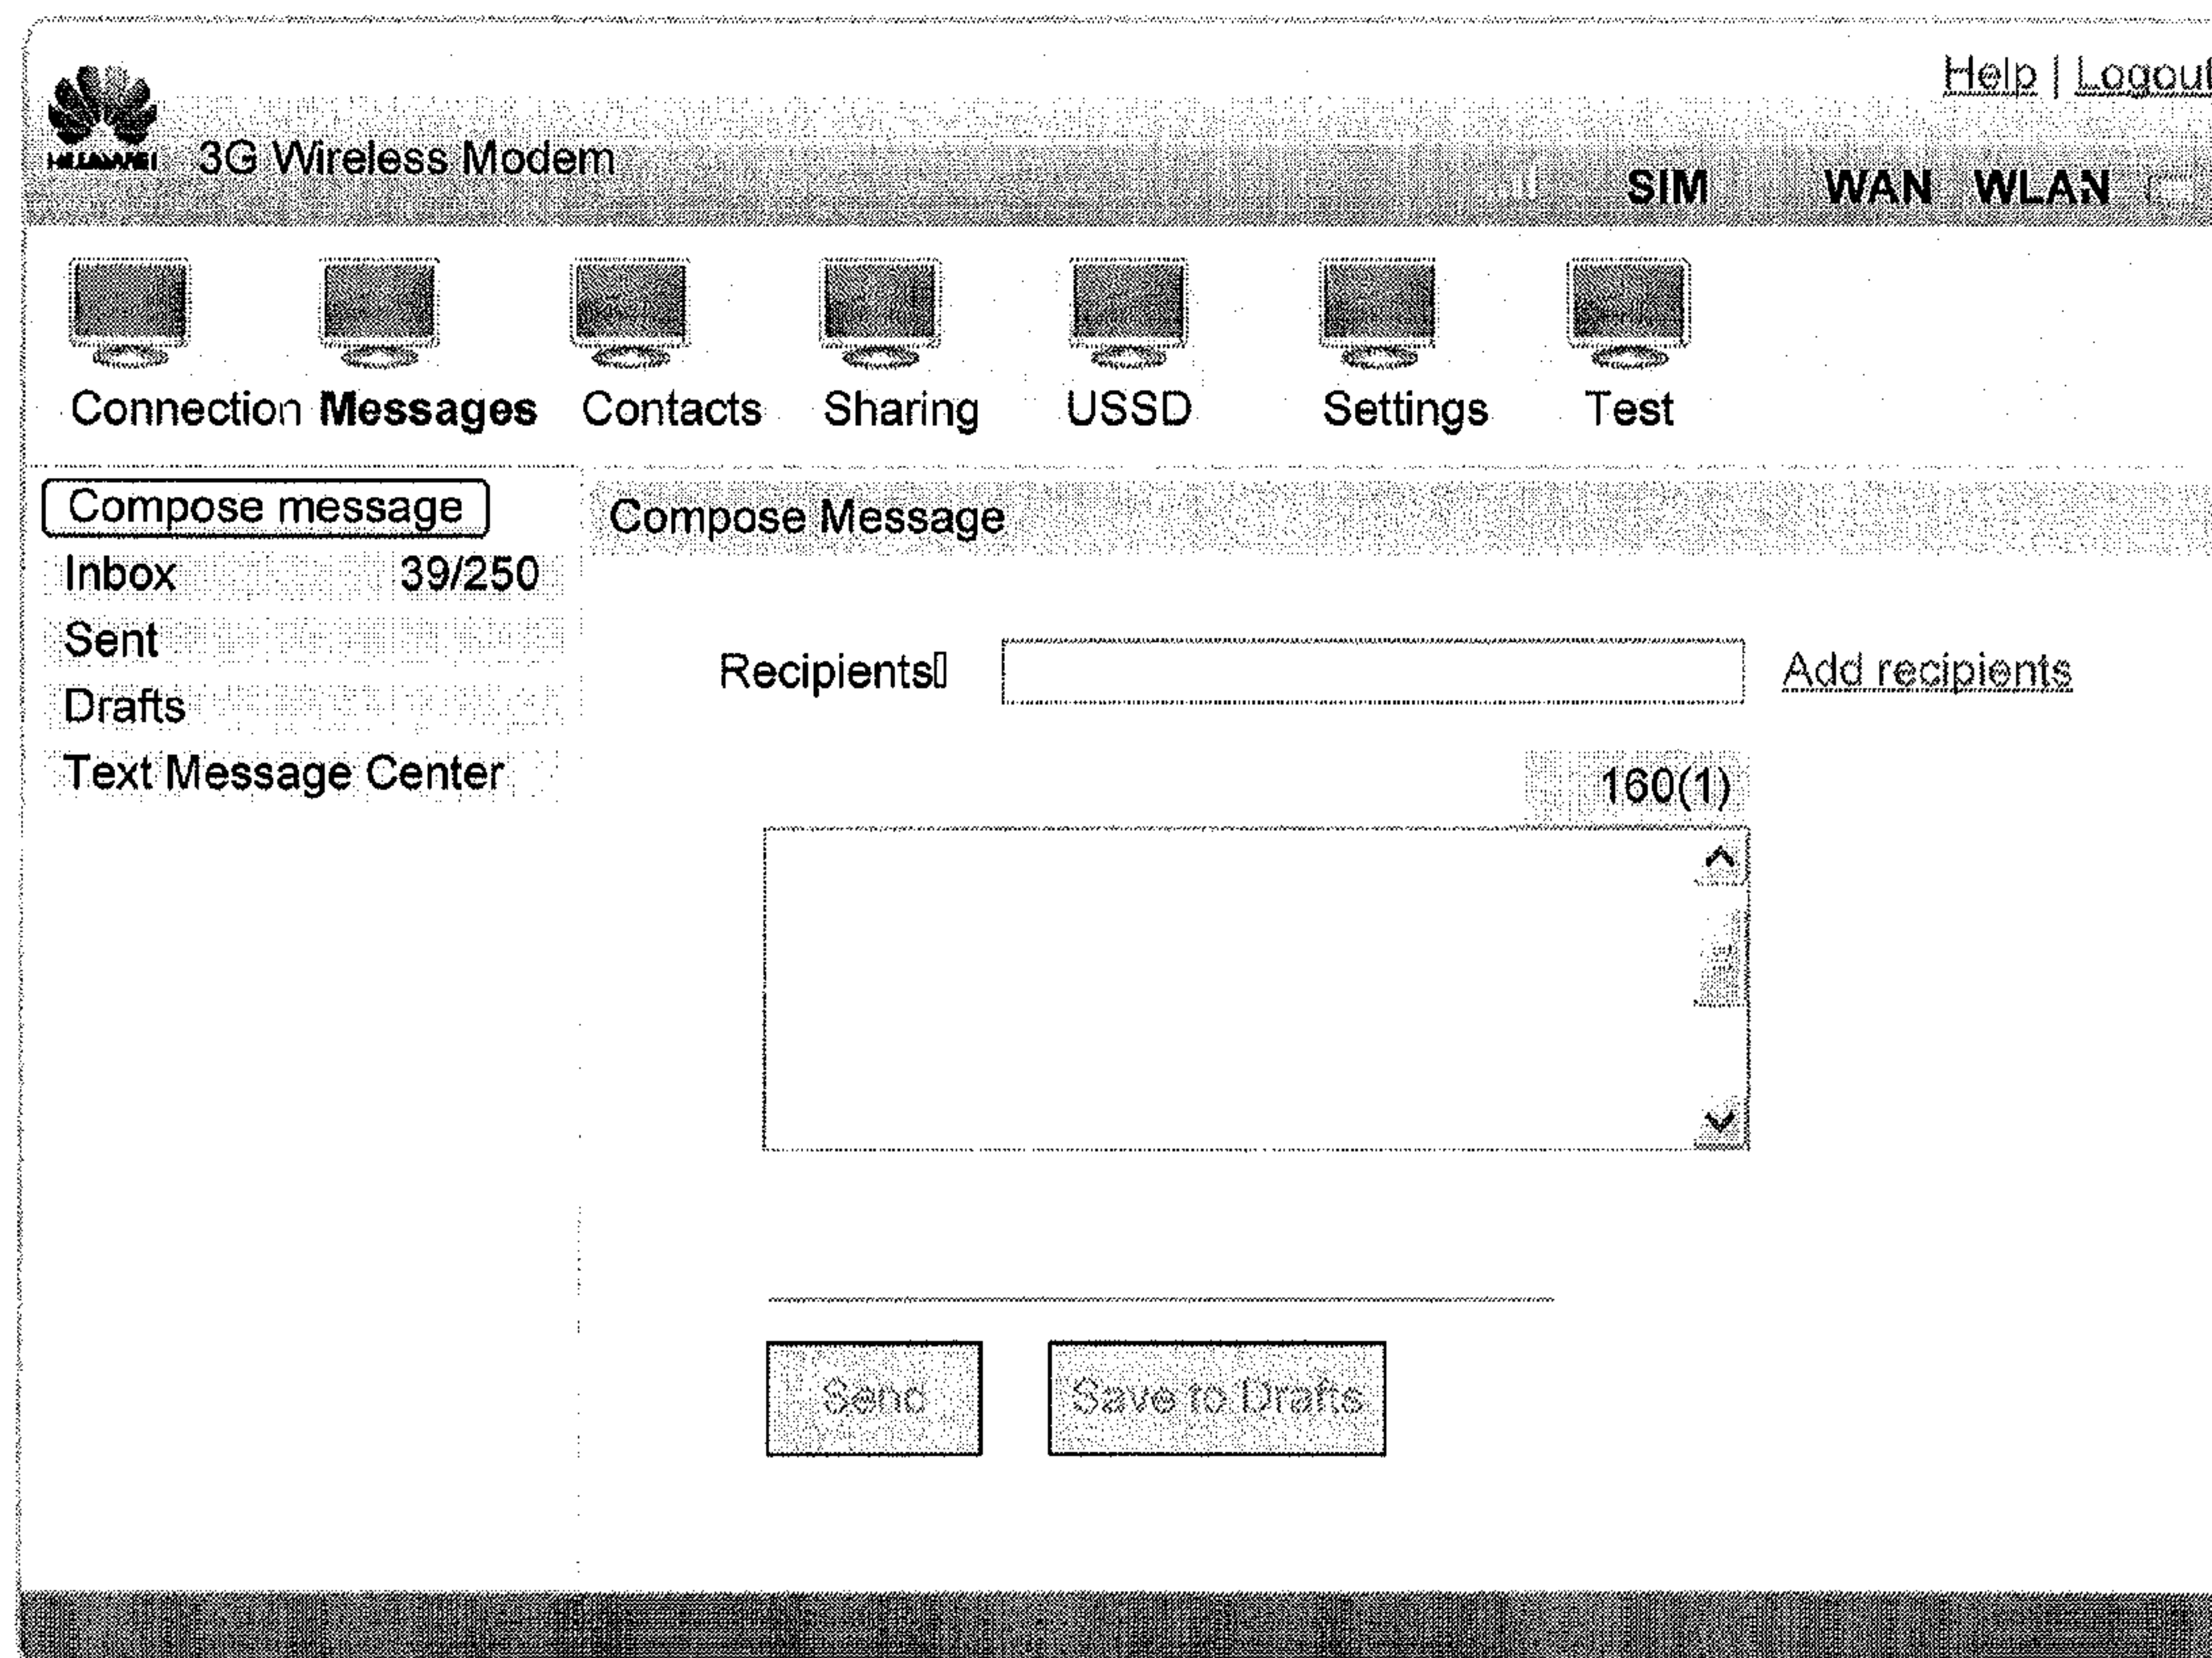 Help | Logout
HUAWEI 3G Wireless Modem
SIM WAN WLAN
Connection Messages Contacts Sharing USSD Settings Test
Compose message
Inbox 39/250
Sent
Drafts
Text Message Center
Compose Message
Recipients Add recipients
160(1)
Send Save to Drafts